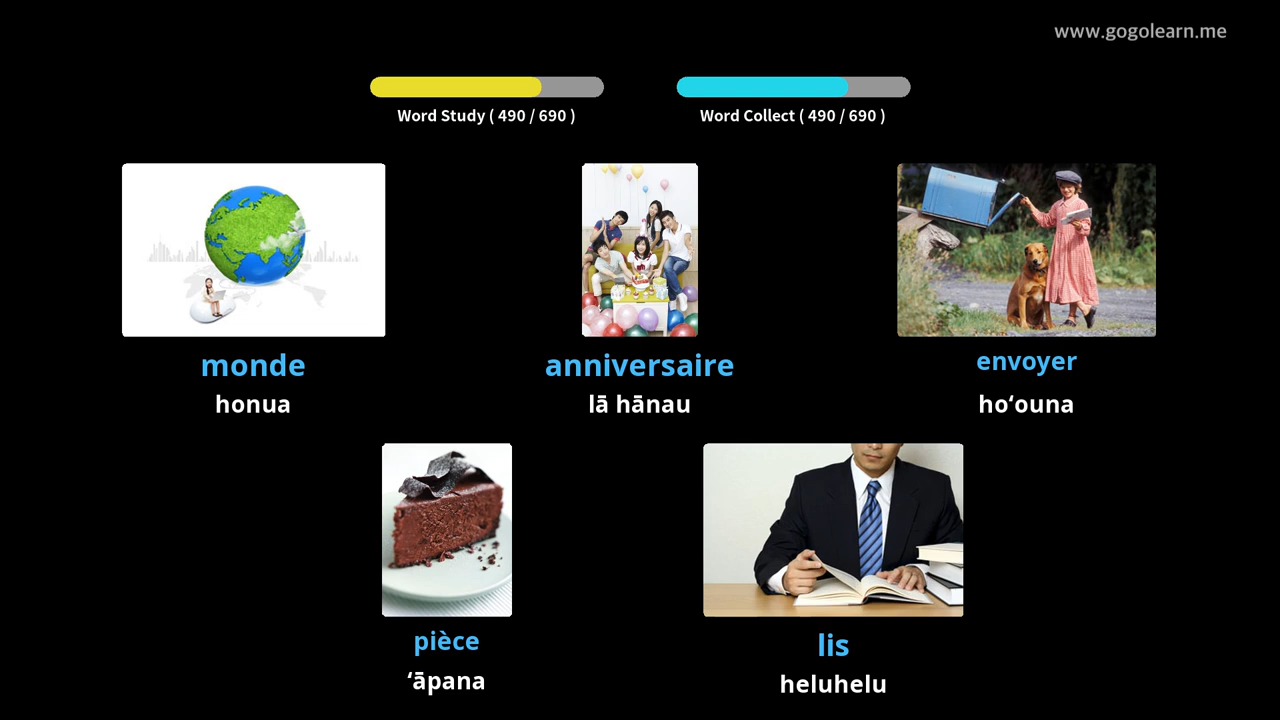 www.gogolearn.me
Word Study ( 490 / 690 )
Word Collect ( 490 / 690 )
monde
honua
anniversaire
lā hānau
envoyer
hoʻouna
pièce
ʻāpana
lis
heluhelu